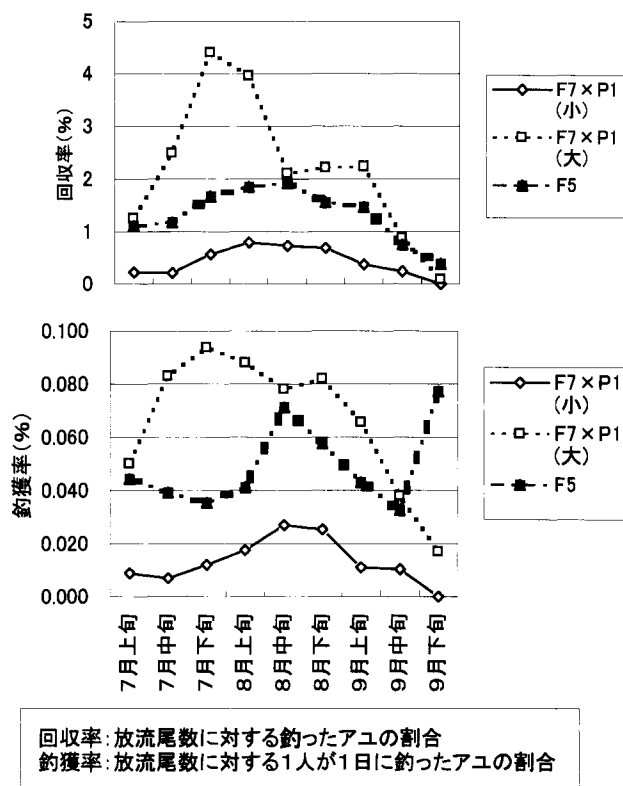 5
4
3
2
1
0
回収率(%)
F7×P1
(小)
F7×P1
(大)
F5
0.100
0.080
0.060
0.040
0.020
0.000
釣獲率(%)
F7×P1
(小)
F7×P1
(大)
F5
7月上旬
7月中旬
7月下旬
8月上旬
8月中旬
8月下旬
9月上旬
9月中旬
9月下旬
回収率:放流尾数に対する釣ったアユの割合
釣獲率:放流尾数に対する1人が1日に釣ったアユの割合